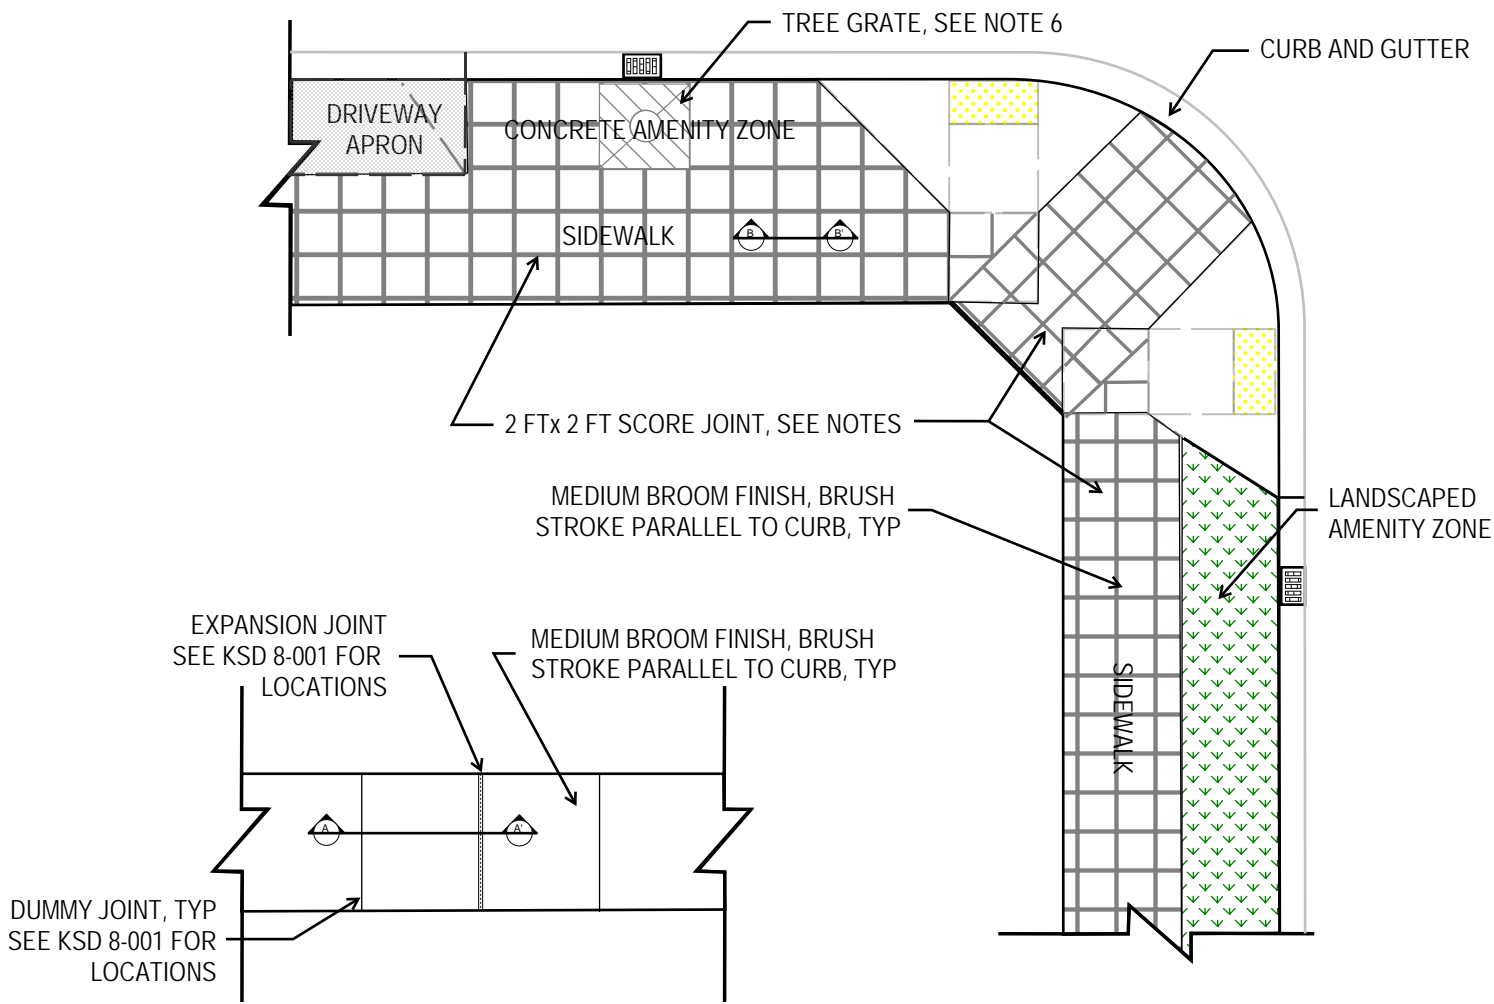 TREE GRATE, SEE NOTE 6
CURB AND GUTTER
DRIVEWAY
APRON
CONCRETE AMENITY ZONE
SIDEWALK
B
B'
2 FTx 2 FT SCORE JOINT, SEE NOTES
MEDIUM BROOM FINISH, BRUSH
STROKE PARALLEL TO CURB, TYP
LANDSCAPED
AMENITY ZONE
SIDEWALK
EXPANSION JOINT
SEE KSD 8-001 FOR
LOCATIONS
MEDIUM BROOM FINISH, BRUSH
STROKE PARALLEL TO CURB, TYP
A
A'
DUMMY JOINT, TYP
SEE KSD 8-001 FOR
LOCATIONS